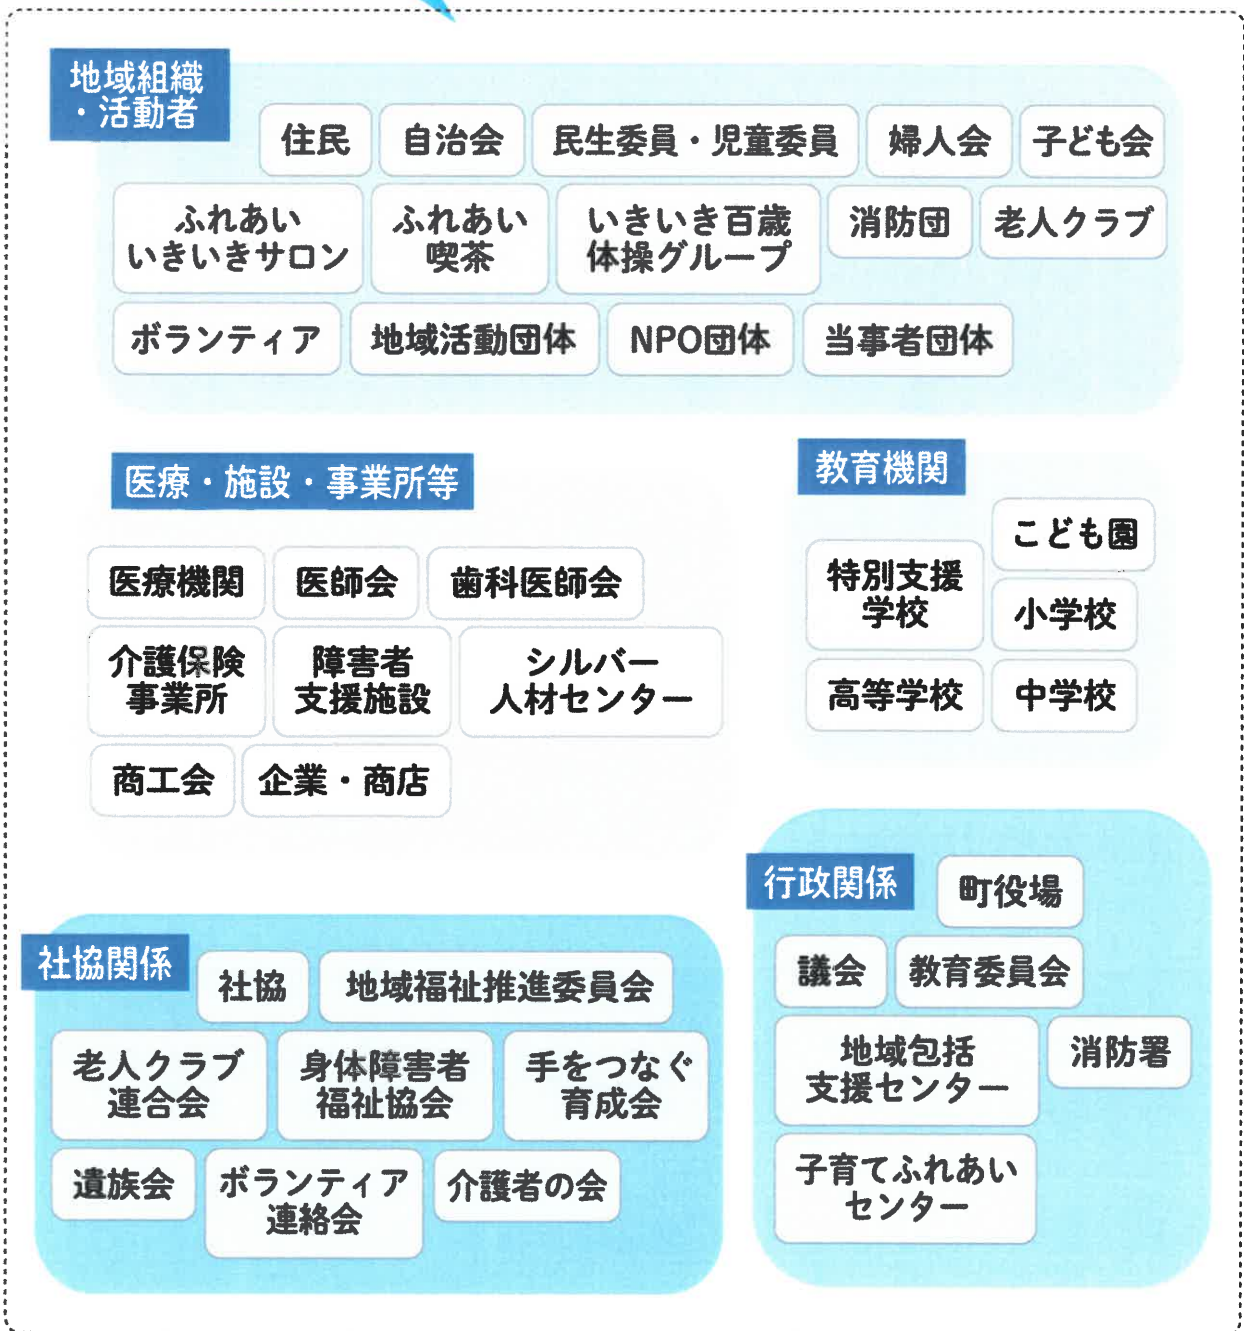 地域組織
・活動者
住民
自治会
民生委員・児童委員
婦人会
子ども会
ふれあい
いきいきサロン
ふれあい
喫茶
いきいき百歳
体操グループ
消防団
老人クラブ
ボランティア
地域活動団体
NPO団体
当事者団体
医療・施設・事業所等
医療機関
医師会
歯科医師会
介護保険
事業所
障害者
支援施設
シルバー
人材センター
商工会
企業・商店
教育機関
こども園
特別支援
学校
小学校
高等学校
中学校
社協関係
社協
地域福祉推進委員会
老人クラブ
連合会
身体障害者
福祉協会
手をつなぐ
育成会
遺族会
ボランティア
連絡会
介護者の会
行政関係
町役場
議会
教育委員会
地域包括
支援センター
消防署
子育てふれあい
センター